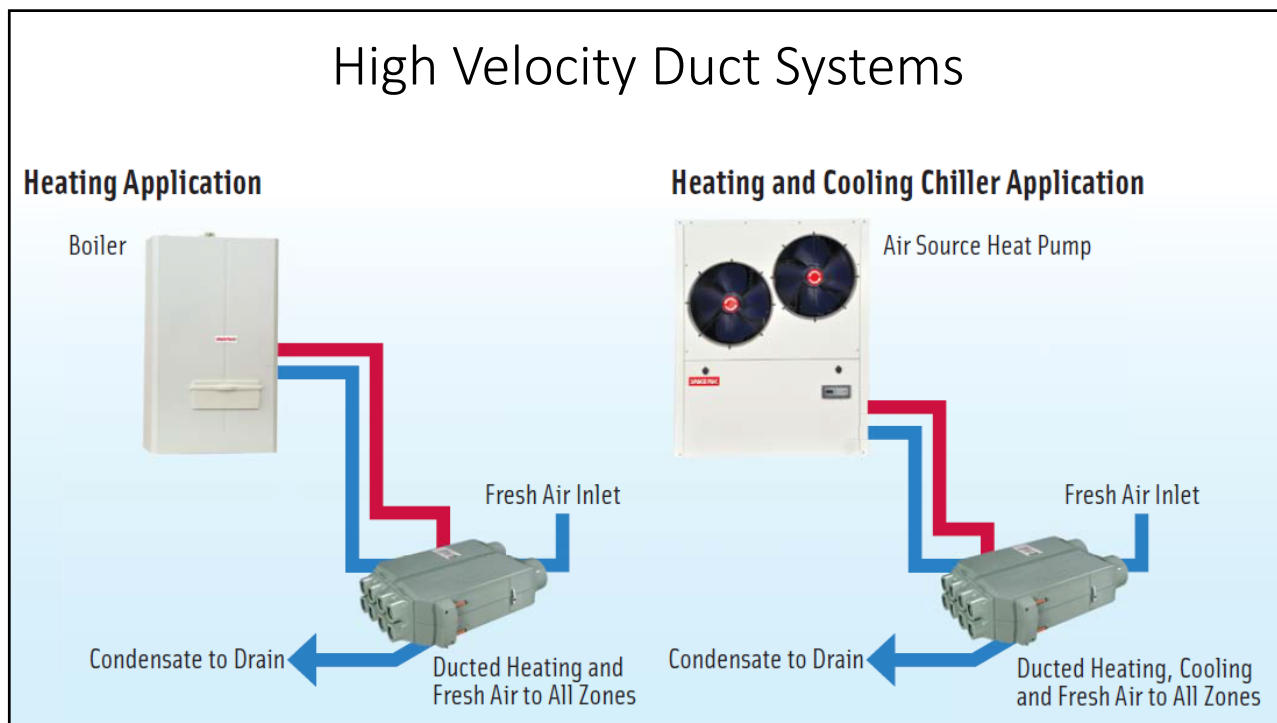 High Velocity Duct Systems
Heating Application
Boiler
Fresh Air Inlet
Condensate to Drain
Ducted Heating and
Fresh Air to All Zones
Heating and Cooling Chiller Application
Air Source Heat Pump
SPACE PAK
Fresh Air Inlet
Condensate to Drain
Ducted Heating, Cooling
and Fresh Air to All Zones